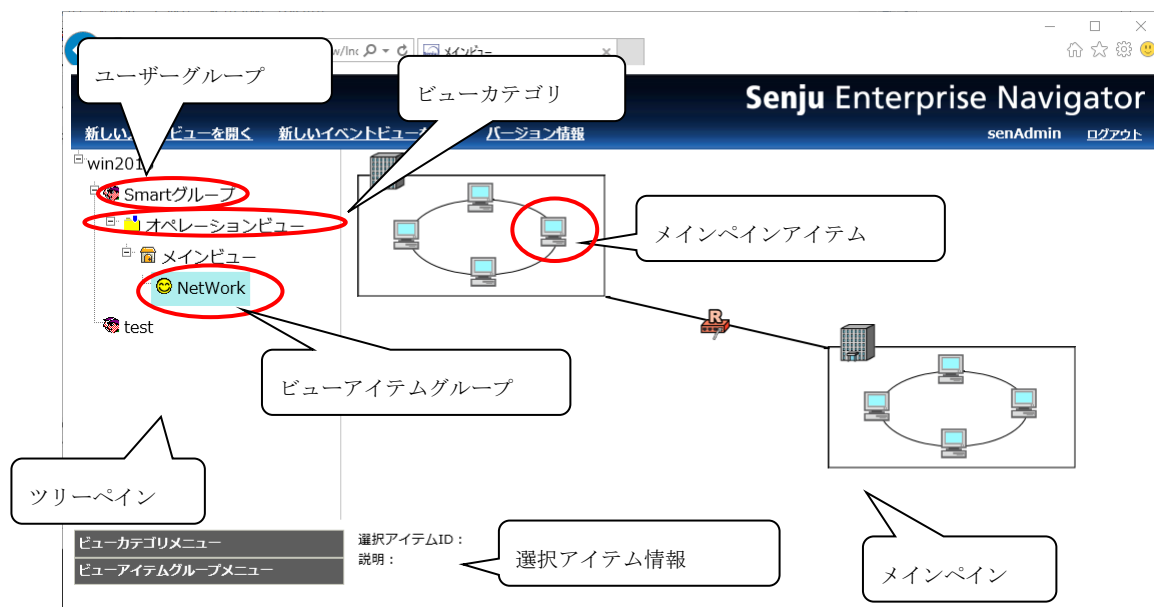 w/Inc
メインビュー
ユーザーグループ
ビューカテゴリ
Senju Enterprise Navigator
新しい
ビューを開く
新しいイベントビュー
バージョン情報
senAdmin
ログアウト
win201
Smartグループ
オペレーションビュー
メインビュー
NetWork
test
メインペインアイテム
R
ビューアイテムグループ
ツリーペイン
ビューカテゴリメニュー
ビューアイテムグループメニュー
選択アイテムID：
説明：
選択アイテム情報
メインペイン